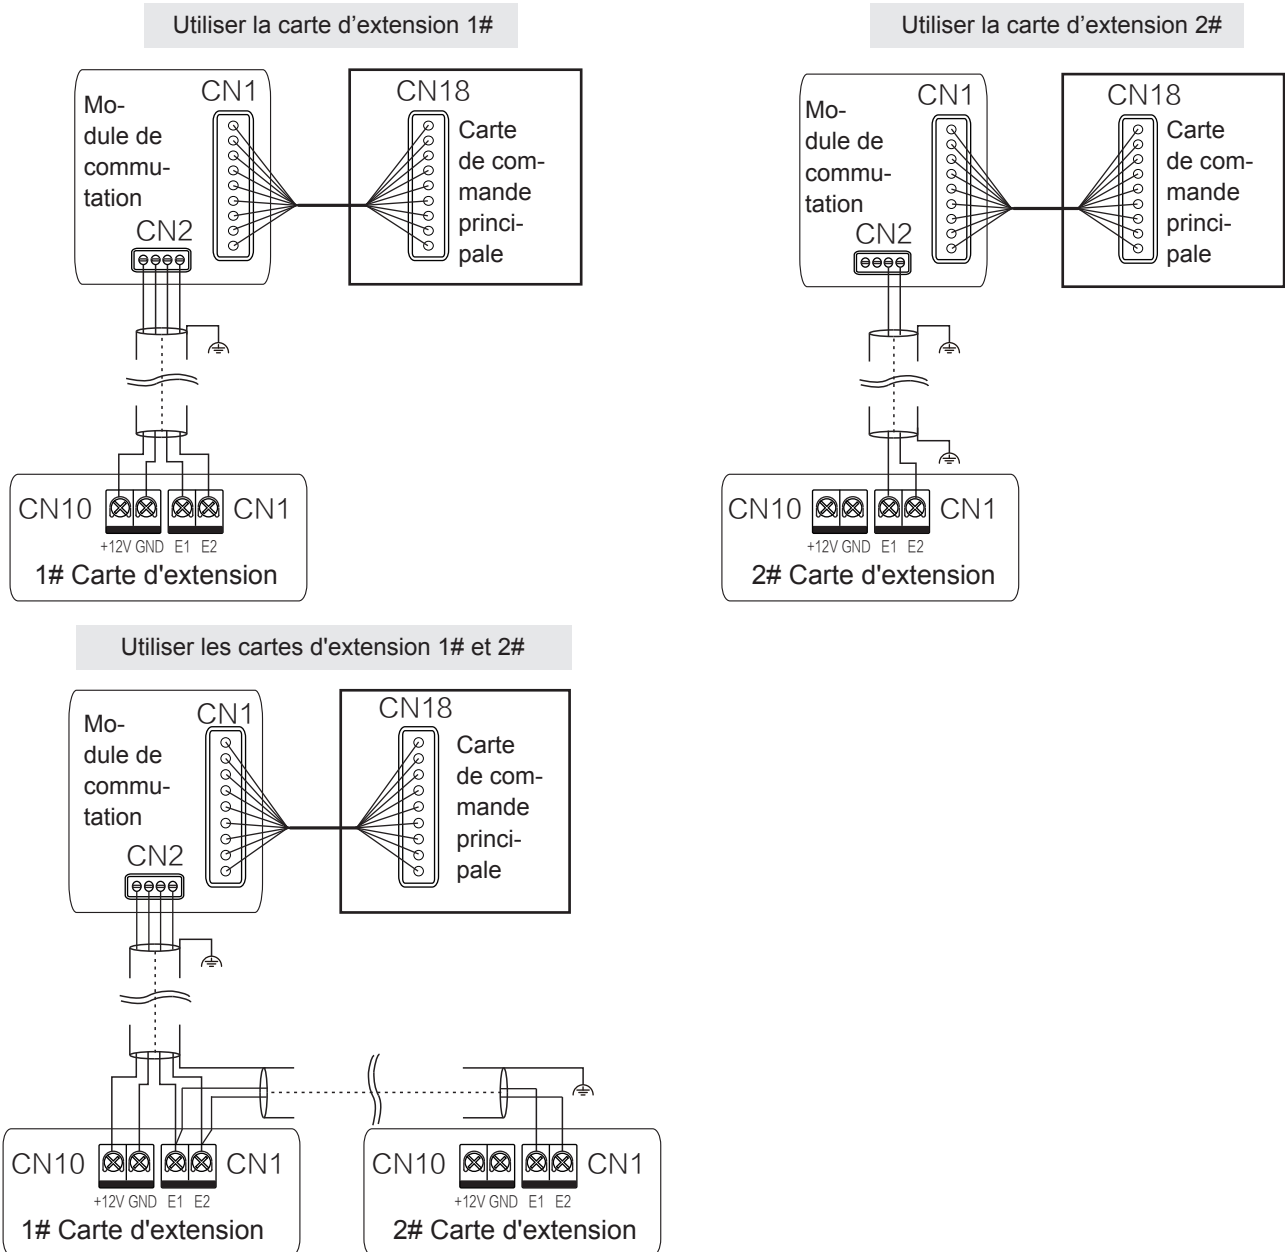 Utiliser la carte d’extension 1#
CN1
CN18
Mo-
dule de
commu-
tation
Carte
de com-
mande
princi-
pale
CN2
CN10
CN1
+12V GND E1 E2
1# Carte d'extension
Utiliser la carte d’extension 2#
CN1
CN18
Mo-
dule de
commu-
tation
Carte
de com-
mande
princi-
pale
CN2
CN10
CN1
+12V GND E1 E2
2# Carte d'extension
Utiliser les cartes d'extension 1# et 2#
CN1
CN18
Mo-
dule de
commu-
tation
Carte
de com-
mande
princi-
pale
CN2
CN10
CN1
+12V GND E1 E2
1# Carte d'extension
CN10
CN1
+12V GND E1 E2
2# Carte d'extension